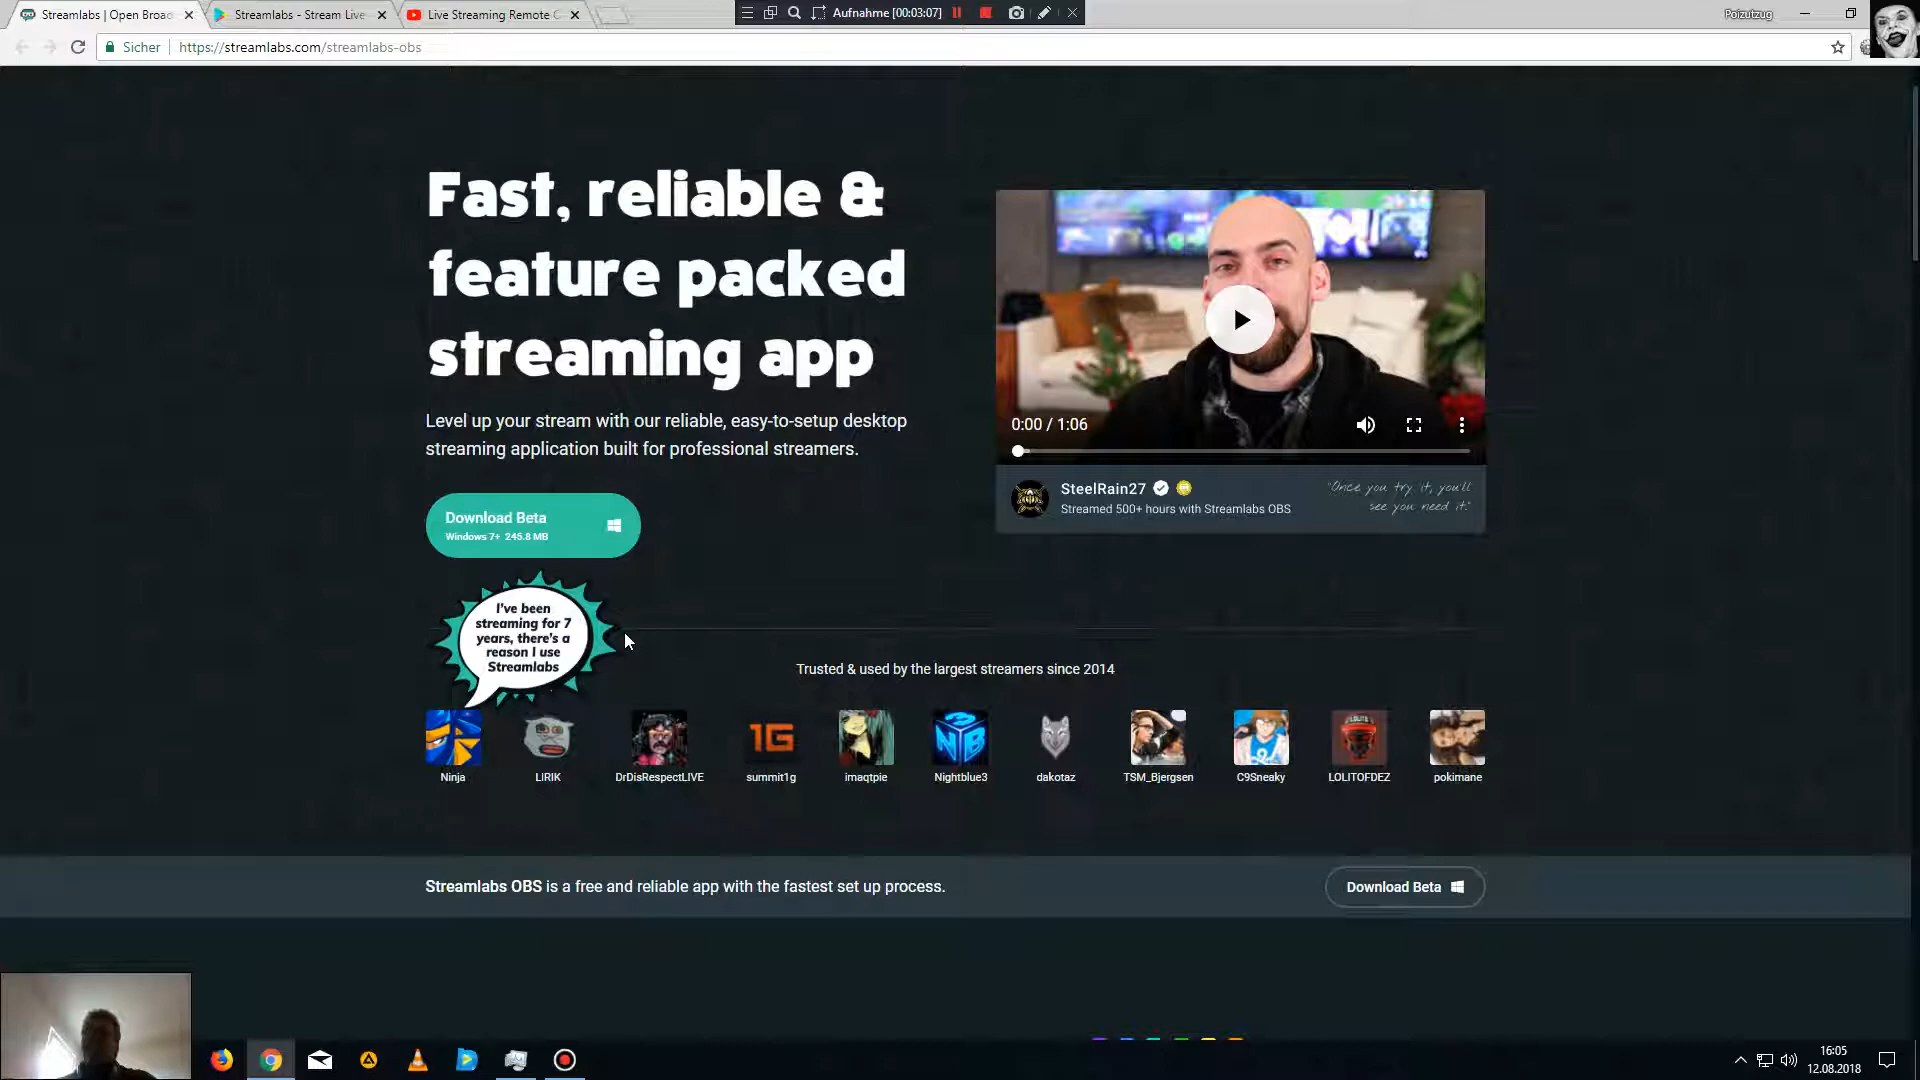 Streamlabs | Open Broad
Streamlabs - Stream Live
Live Streaming Remote C
Aufnahme [00:03:07]
Poizutzug
Sicher
https://streamlabs.com/streamlabs-obs
Fast, reliable &
feature packed
streaming app
Level up your stream with our reliable, easy-to-setup desktop
streaming application built for professional streamers.
Download Beta
Windows 7+ 245.8 MB
0:00 / 1:06
SteelRain27
Streamed 500+ hours with Streamlabs OBS
"Once you try it, you'll
see you need it."
I've been
streaming for 7
years, there's a
reason I use
Streamlabs
Trusted & used by the largest streamers since 2014
1G
3
NB
Ninja
LIRIK
DrDisRespectLIVE
summit1g
imaqtpie
Nightblue3
dakotaz
TSM_Bjergsen
C9Sneaky
LOLITOFDEZ
pokimane
Streamlabs OBS is a free and reliable app with the fastest set up process.
Download Beta
16:05
12.08.2018